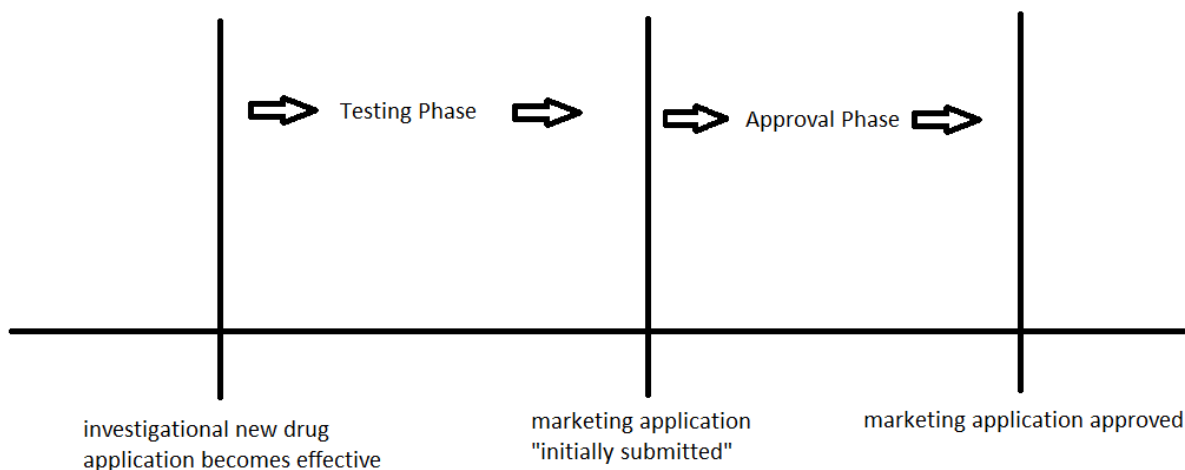 Testing Phase
Approval Phase
investigational new drug
application becomes effective
marketing application
"initially submitted"
marketing application approved